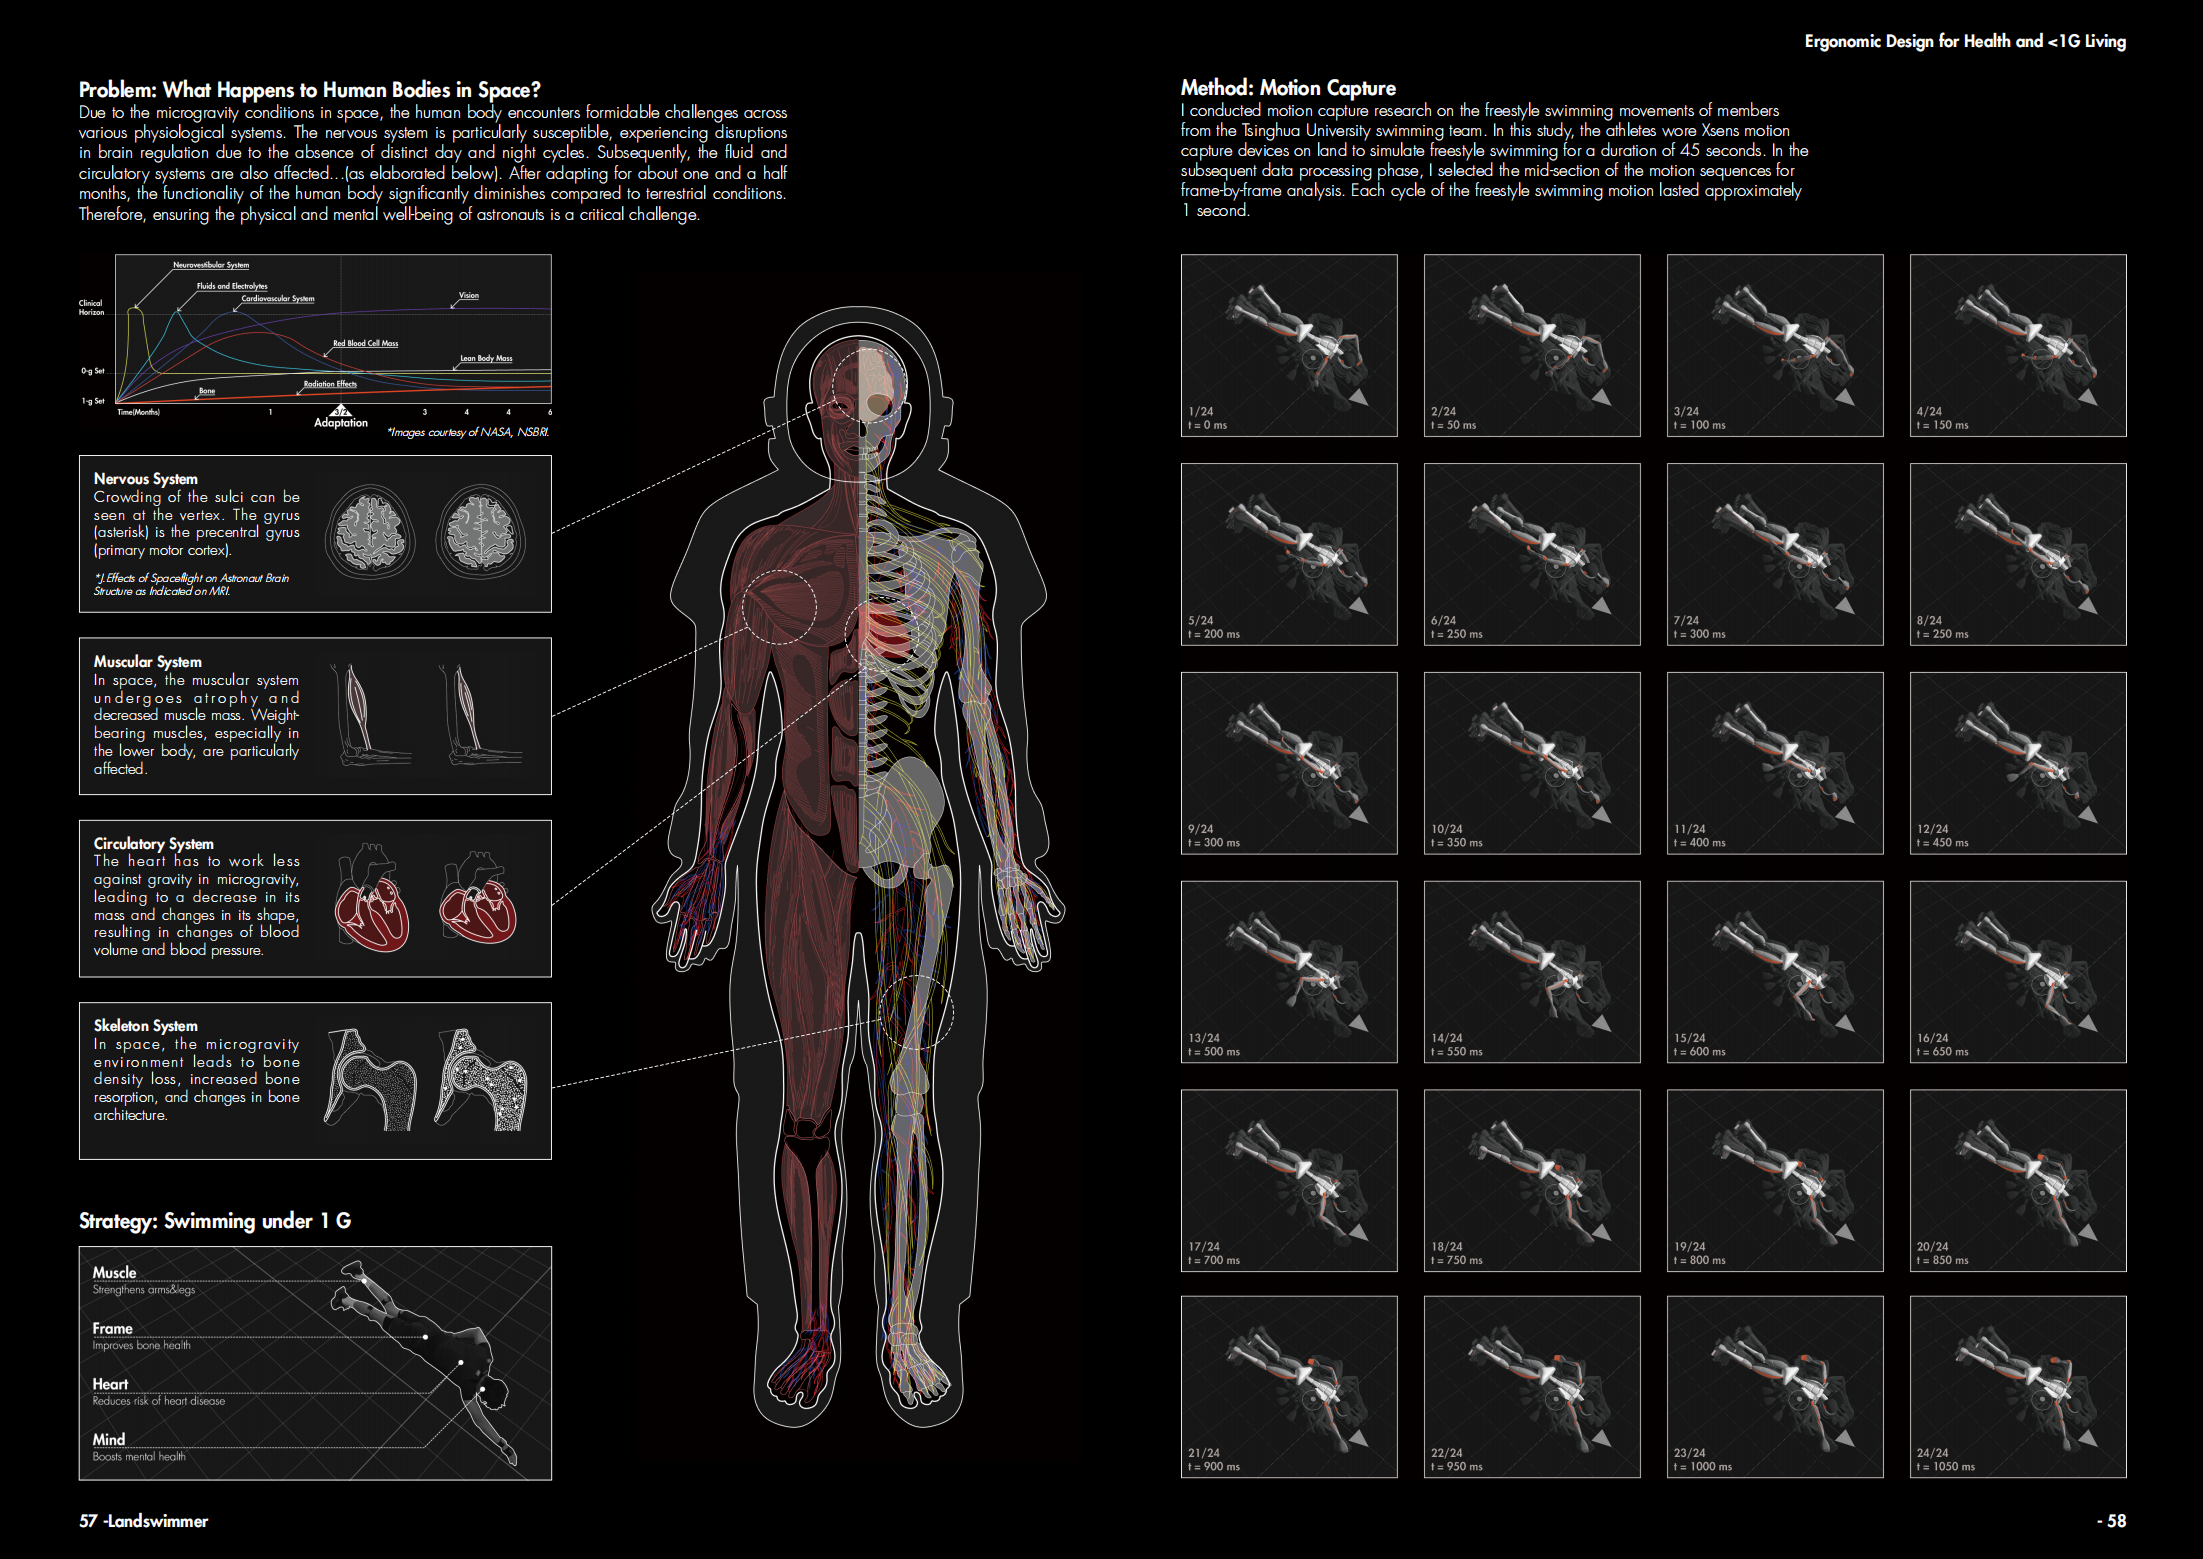 Ergonomic Design for Health and <1G Living
Problem: What Happens to Human Bodies in Space?
Due to the microgravity conditions in space, the human body encounters formidable challenges across
various physiological systems. The nervous system is particularly susceptible, experiencing disruptions
in brain regulation due to the absence of distinct day and night cycles. Subsequently, the fluid and
circulatory systems are also affected...(as elaborated below). After adapting for about one and a half
months, the functionality of the human body significantly diminishes compared to terrestrial conditions.
Therefore, ensuring the physical and mental well-being of astronauts is a critical challenge.
Neurovestibular System
Fluids and Electrolytes
Cardiovascular System
Vision
Clinical
Horizon
Red Blood Cell Mass
Lean Body Mass
0-g Set
Radiation Effects
Bone
1-g Set
Time(Months)
1
3/2
3
4
4
6
Adaptation
*Images courtesy of NASA, NSBRI.
Nervous System
Crowding of the sulci can be
seen at the vertex. The gyrus
(asterisk) is the precentral gyrus
(primary motor cortex).
*J.Effects of Spaceflight on Astronaut Brain
Structure as Indicated on MRI.
Muscular System
In space, the muscular system
undergoes atrophy and
decreased muscle mass. Weight-
bearing muscles, especially in
the lower body, are particularly
affected.
Circulatory System
The heart has to work less
against gravity in microgravity,
leading to a decrease in its
mass and changes in its shape,
resulting in changes of blood
volume and blood pressure.
Skeleton System
In space, the microgravity
environment leads to bone
density loss, increased bone
resorption, and changes in bone
architecture.
Strategy: Swimming under 1 G
Muscle
Strengthens arms&legs
Frame
Improves bone health
Heart
Reduces risk of heart disease
Mind
Boosts mental health
57 -Landswimmer
Method: Motion Capture
I conducted motion capture research on the freestyle swimming movements of members
from the Tsinghua University swimming team. In this study, the athletes wore Xsens motion
capture devices on land to simulate freestyle swimming for a duration of 45 seconds. In the
subsequent data processing phase, I selected the mid-section of the motion sequences for
frame-by-frame analysis. Each cycle of the freestyle swimming motion lasted approximately
1 second.
1/24
t = 0 ms
2/24
t = 50 ms
3/24
t = 100 ms
4/24
t = 150 ms
5/24
t = 200 ms
6/24
t = 250 ms
7/24
t = 300 ms
8/24
t = 250 ms
9/24
t = 300 ms
10/24
t = 350 ms
11/24
t = 400 ms
12/24
t = 450 ms
13/24
t = 500 ms
14/24
t = 550 ms
15/24
t = 600 ms
16/24
t = 650 ms
17/24
t = 700 ms
18/24
t = 750 ms
19/24
t = 800 ms
20/24
t = 850 ms
21/24
t = 900 ms
22/24
t = 950 ms
23/24
t = 1000 ms
24/24
t = 1050 ms
- 58